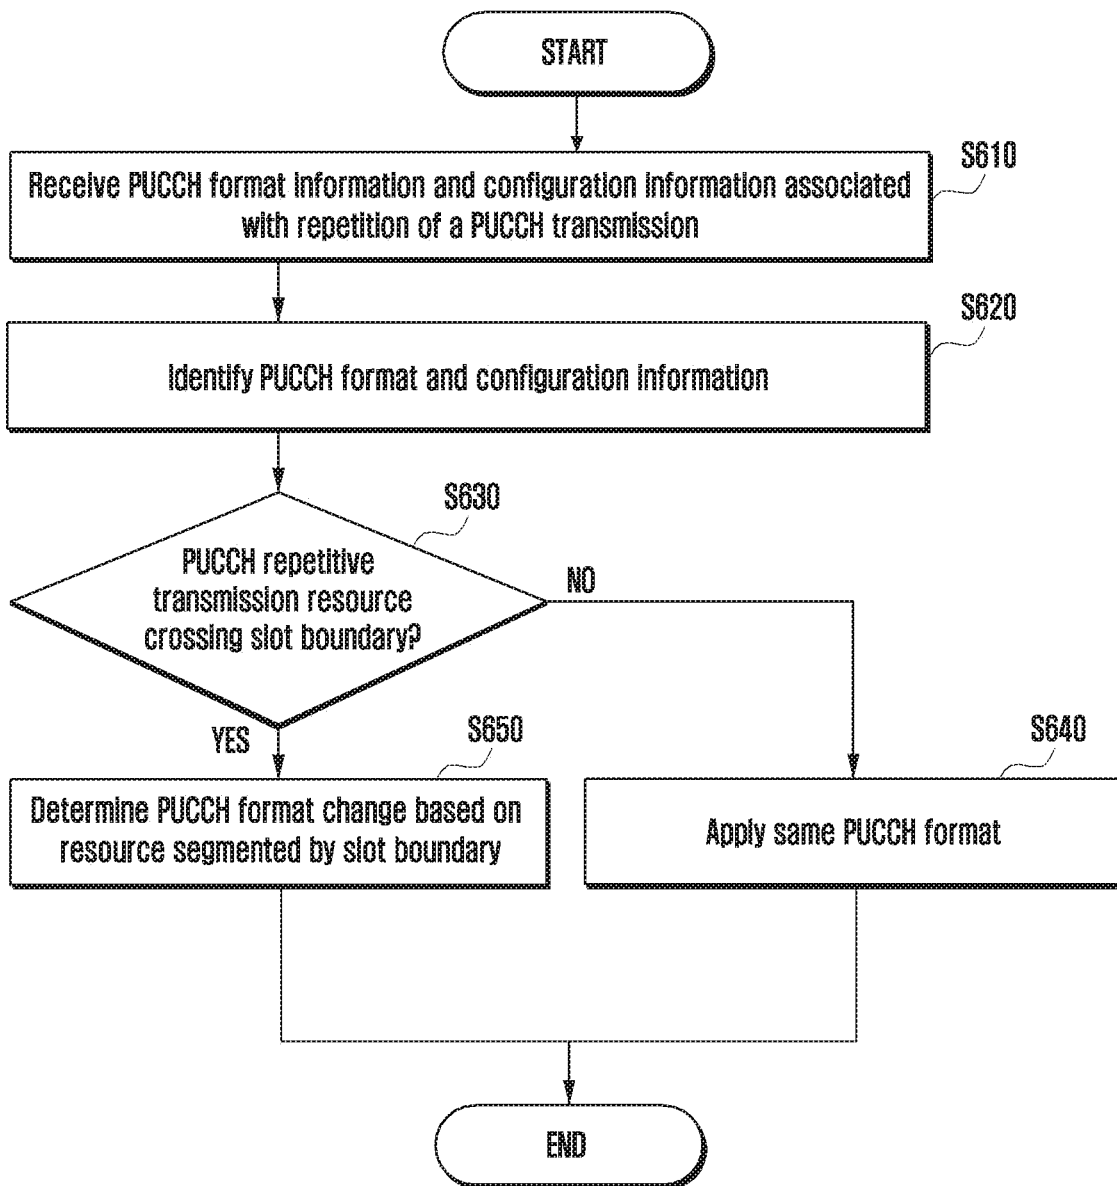 START
S610
Receive PUCCH format information and configuration information associated
with repetition of a PUCCH transmission
S620
Identify PUCCH format and configuration information
S630
PUCCH repetitive
transmission resource
crossing slot boundary?
NO
YES
S650
S640
Determine PUCCH format change based on
resource segmented by slot boundary
Apply same PUCCH format
END